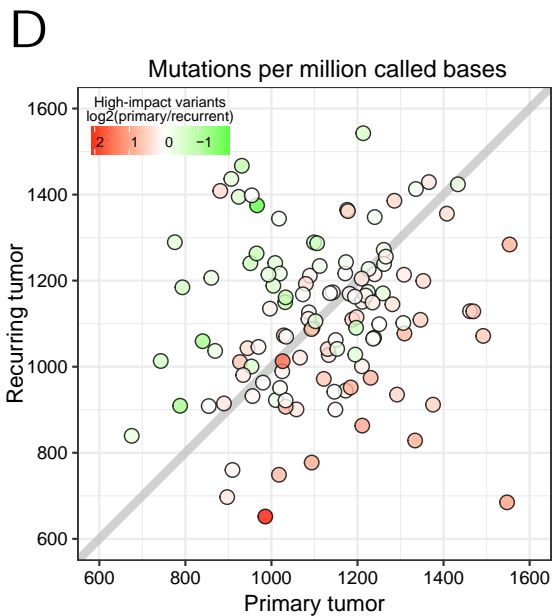 D
Mutations per million called bases
High-impact variants
log2(primary/recurrent)
2 1 0 −1
1600
1400
1200
1000
800
600
Recurring tumor
600 800 1000 1200 1400 1600
Primary tumor